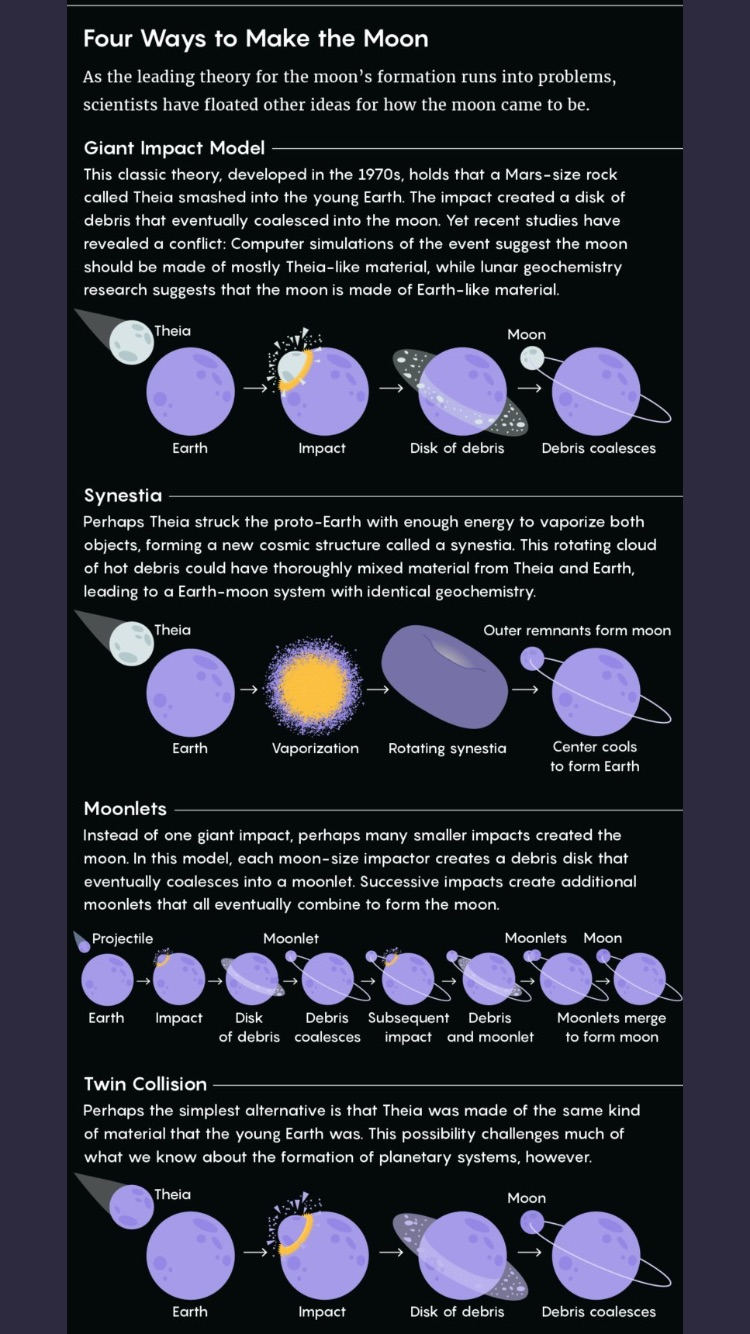 Four Ways to Make the Moon
As the leading theory for the moon's formation runs into problems,
scientists have floated other ideas for how the moon came to be.
Giant Impact Model
This classic theory, developed in the 1970s, holds that a Mars-size rock
called Theia smashed into the young Earth. The impact created a disk of
debris that eventually coalesced into the moon. Yet recent studies have
revealed a conflict: Computer simulations of the event suggest the moon
should be made of mostly Theia-like material, while lunar geochemistry
research suggests that the moon is made of Earth-like material.
Theia
Moon
Earth
Impact
Disk of debris
Debris coalesces
Synestia
Perhaps Theia struck the proto-Earth with enough energy to vaporize both
objects, forming a new cosmic structure called a synestia. This rotating cloud
of hot debris could have thoroughly mixed material from Theia and Earth,
leading to a Earth-moon system with identical geochemistry.
Theia
Outer remnants form moon
Earth
Vaporization
Rotating synestia
Center cools
to form Earth
Moonlets
Instead of one giant impact, perhaps many smaller impacts created the
moon. In this model, each moon-size impactor creates a debris disk that
eventually coalesces into a moonlet. Successive impacts create additional
moonlets that all eventually combine to form the moon.
Projectile
Moonlet
Moonlets
Moon
Earth
Impact
Disk
of debris
Debris
coalesces
Subsequent
impact
Debris
and moonlet
Moonlets merge
to form moon
Twin Collision
Perhaps the simplest alternative is that Theia was made of the same kind
of material that the young Earth was. This possibility challenges much of
what we know about the formation of planetary systems, however.
Theia
Moon
Earth
Impact
Disk of debris
Debris coalesces